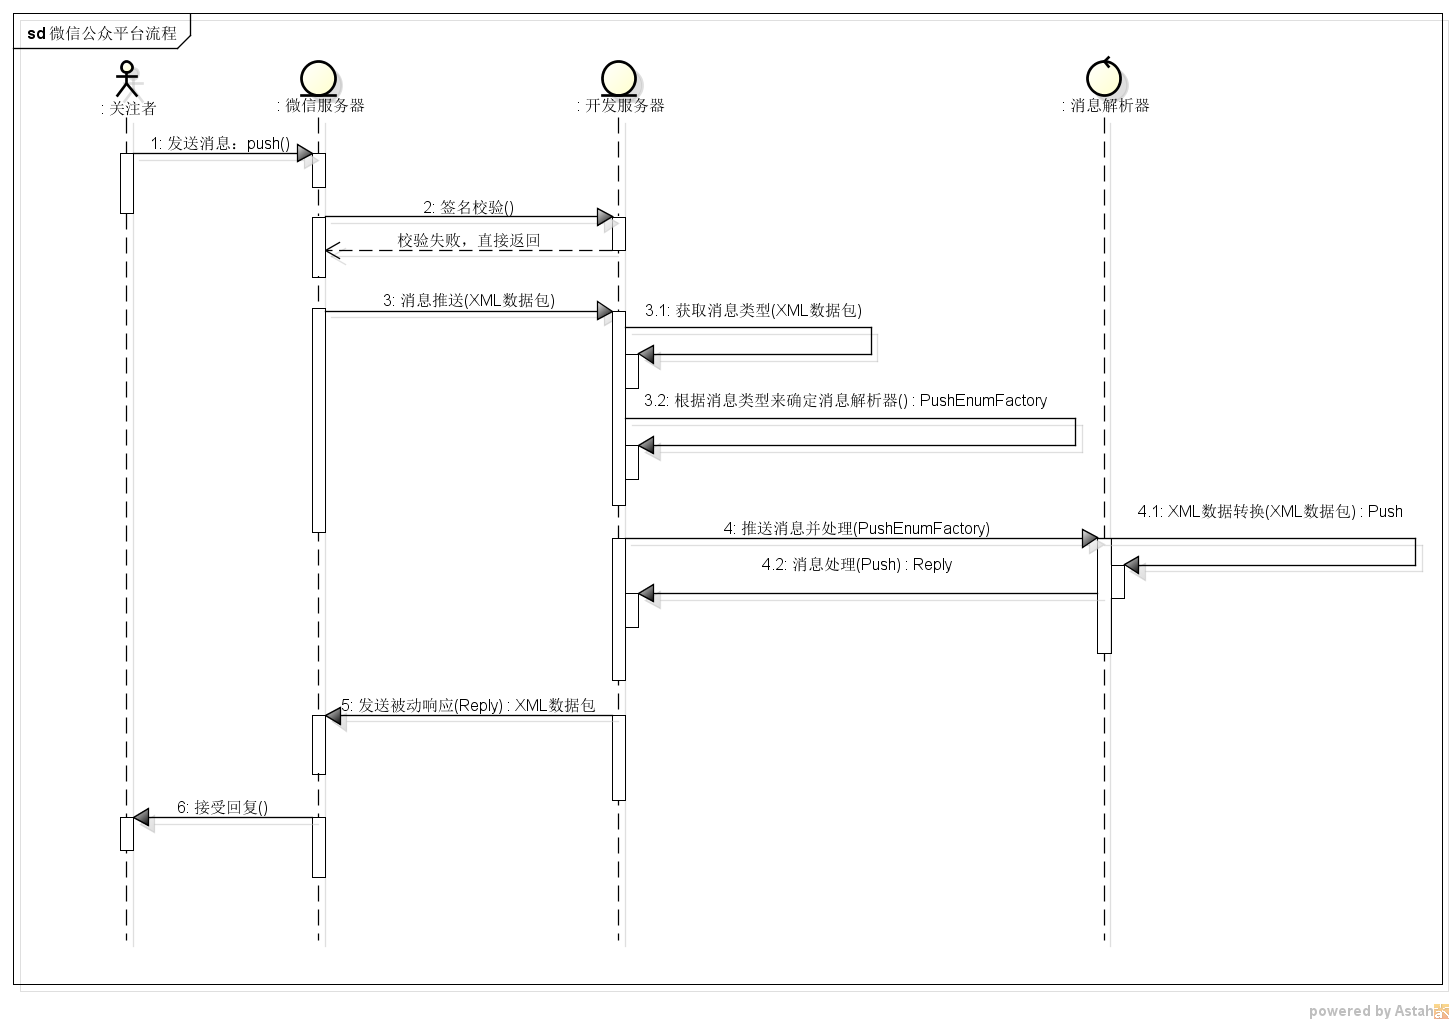 sd 微信公众平台流程
: 关注者
: 微信服务器
: 开发服务器
: 消息解析器
1: 发送消息：push()
2: 签名校验()
校验失败，直接返回
3: 消息推送(XML数据包)
3.1: 获取消息类型(XML数据包)
3.2: 根据消息类型来确定消息解析器() : PushEnumFactory
4.1: XML数据转换(XML数据包) : Push
4: 推送消息并处理(PushEnumFactory)
4.2: 消息处理(Push) : Reply
5: 发送被动响应(Reply) : XML数据包
6: 接受回复()
powered by Astah